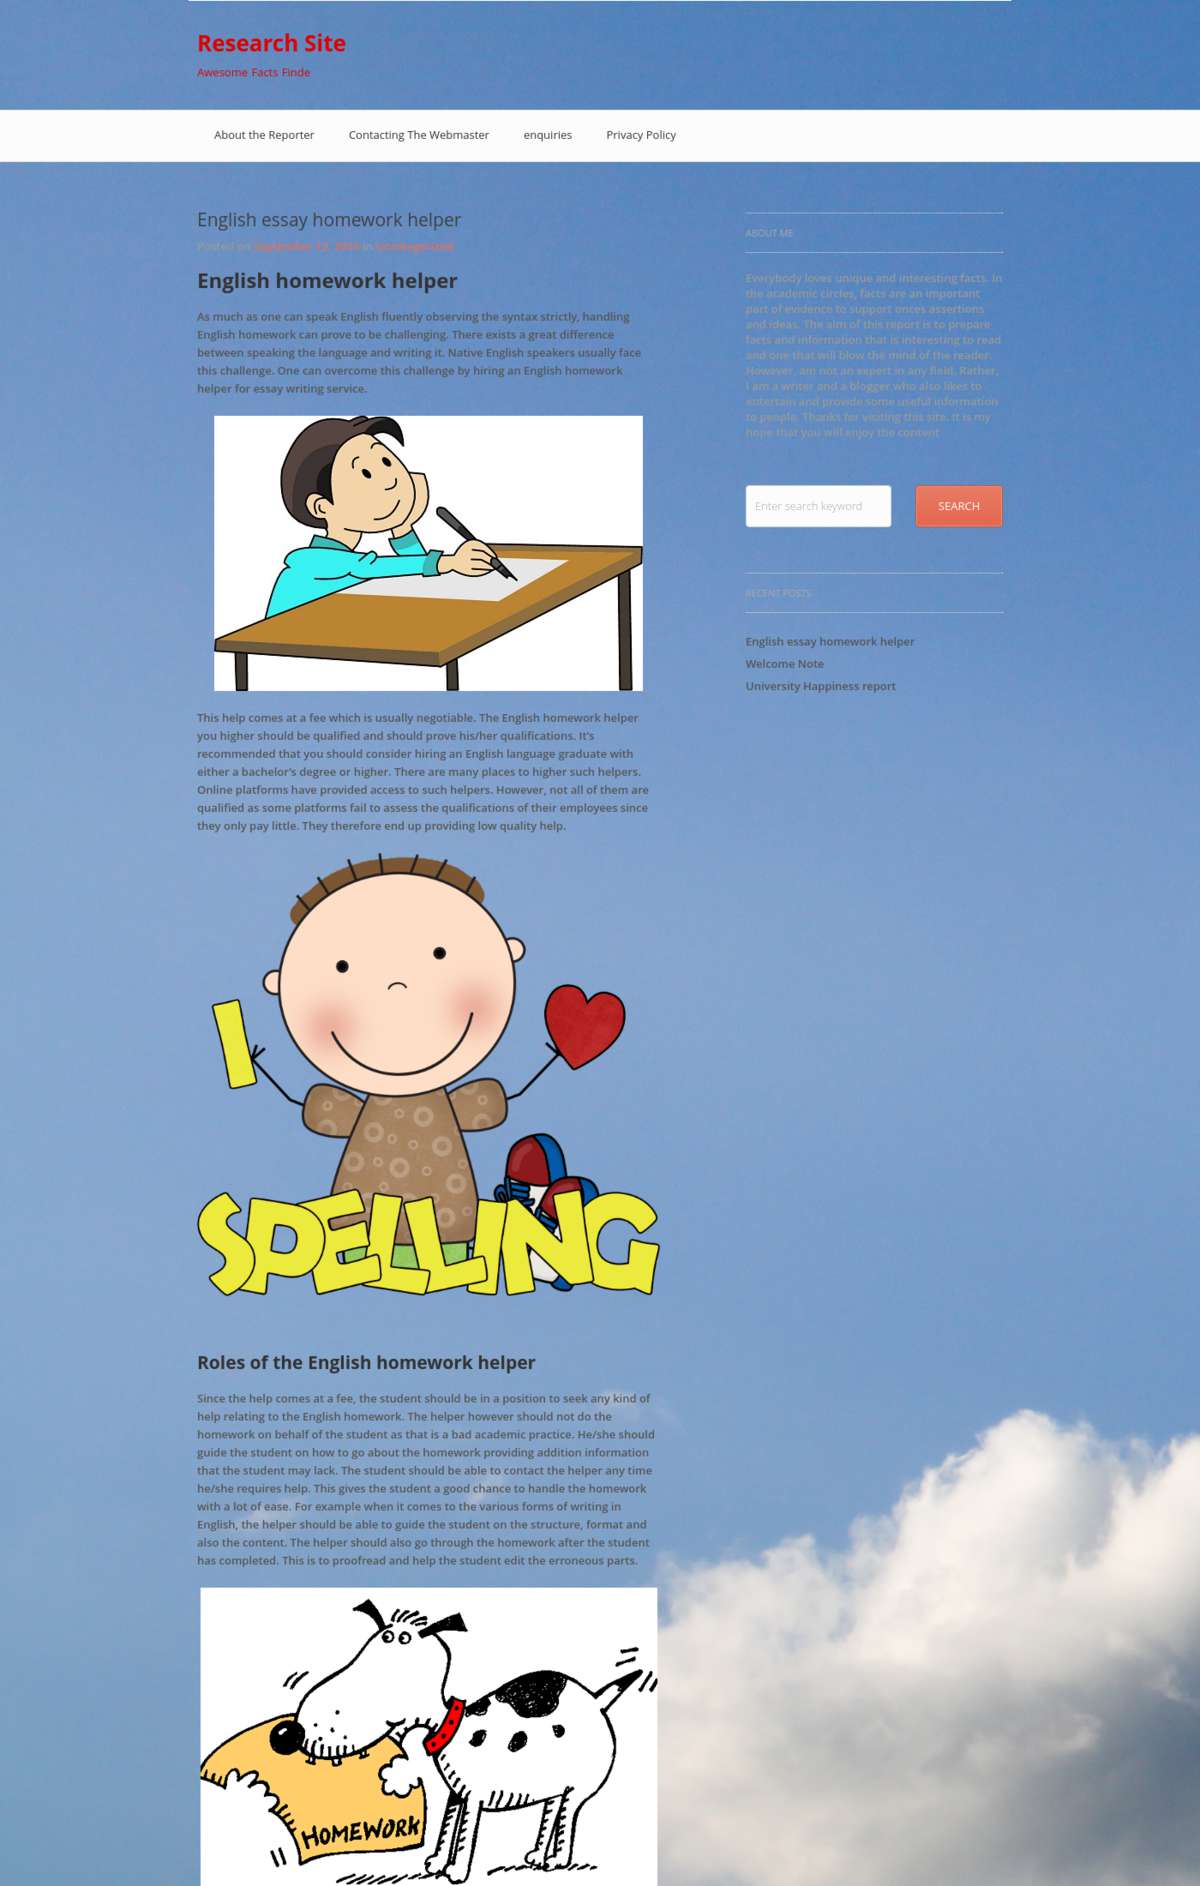 Research Site
Awesome Facts Finde
About the Reporter
Contacting The Webmaster
enquiries
Privacy Policy
English essay homework helper
Posted on September 12, in Uncategorized
English homework helper
As much as one can speak English fluently observing the syntax strictly, handling
English homework can prove to be challenging. There exists a great difference
between speaking the language and writing it. Native English speakers usually face
this challenge. One can overcome this challenge by hiring an English homework
helper for essay writing service.
This help comes at a fee which is usually negotiable. The English homework helper
you higher should be qualified and should prove his/her qualifications. It's
recommended that you should consider hiring an English language graduate with
either a bachelor's degree or higher. There are many places to higher such helpers.
Online platforms have provided access to such helpers. However, not all of them are
qualified as some platforms fail to assess the qualifications of their employees since
they only pay little. They therefore end up providing low quality help.
I
SPELLING
Roles of the English homework helper
Since the help comes at a fee, the student should be in a position to seek any kind of
help relating to the English homework. The helper however should not do the
homework on behalf of the student as that is a bad academic practice. He/she should
guide the student on how to go about the homework providing addition information
that the student may lack. The student should be able to contact the helper any time
he/she requires help. This gives the student a good chance to handle the homework
with a lot of ease. For example when it comes to the various forms of writing in
English, the helper should be able to guide the student on the structure, format and
also the content. The helper should also go through the homework after the student
has completed. This is to proofread and help the student edit the erroneous parts.
HOMEWORK
ABOUT ME
Everybody loves unique and interesting facts. In
the academic circles, facts are an important
part of evidence to support onces assertions
and ideas. The aim of this report is to prepare
facts and information that is interesting to read
and one that will blow the mind of the reader.
However, am not an expert in any field. Rather,
I am a writer and a blogger who also likes to
entertain and provide some useful information
to people. Thanks for visiting this site. It is my
hope that you will enjoy the content
Enter search keyword
SEARCH
RECENT POSTS
English essay homework helper
Welcome Note
University Happiness report